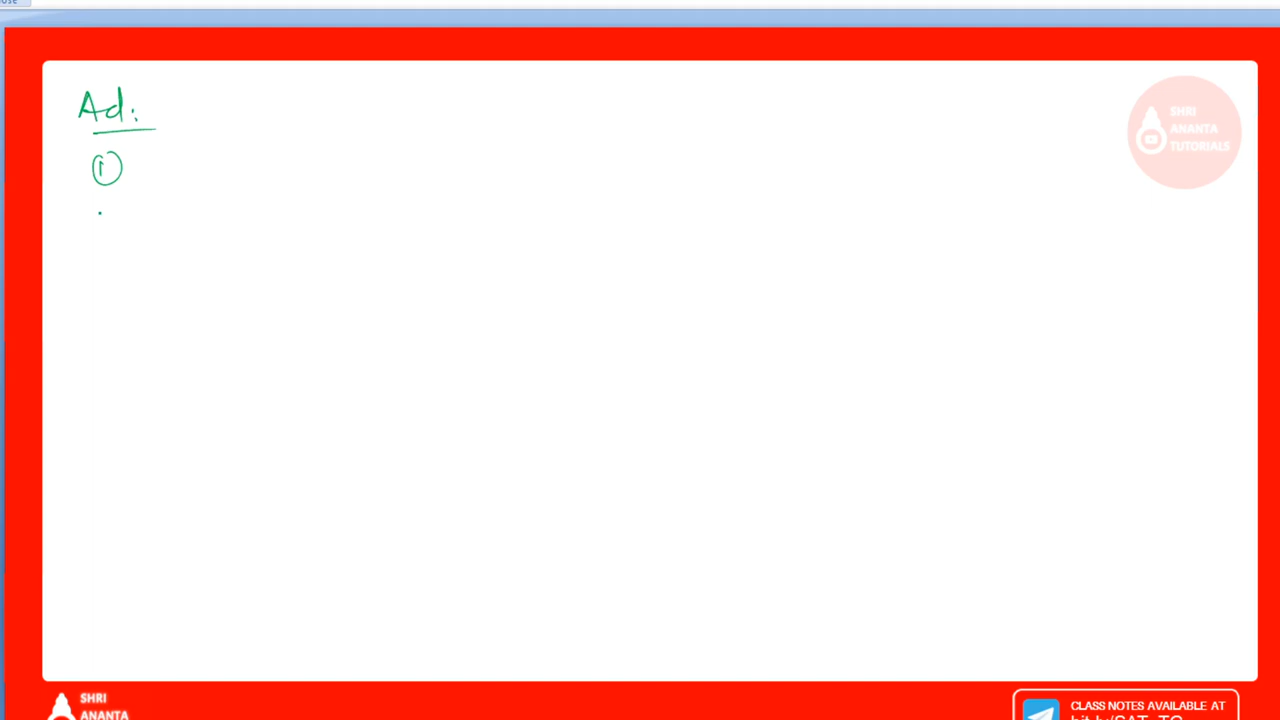 Ad:
①
SHRI
ANANTA
TUTORIALS
SHRI
ANANTA
CLASS NOTES AVAILABLE AT